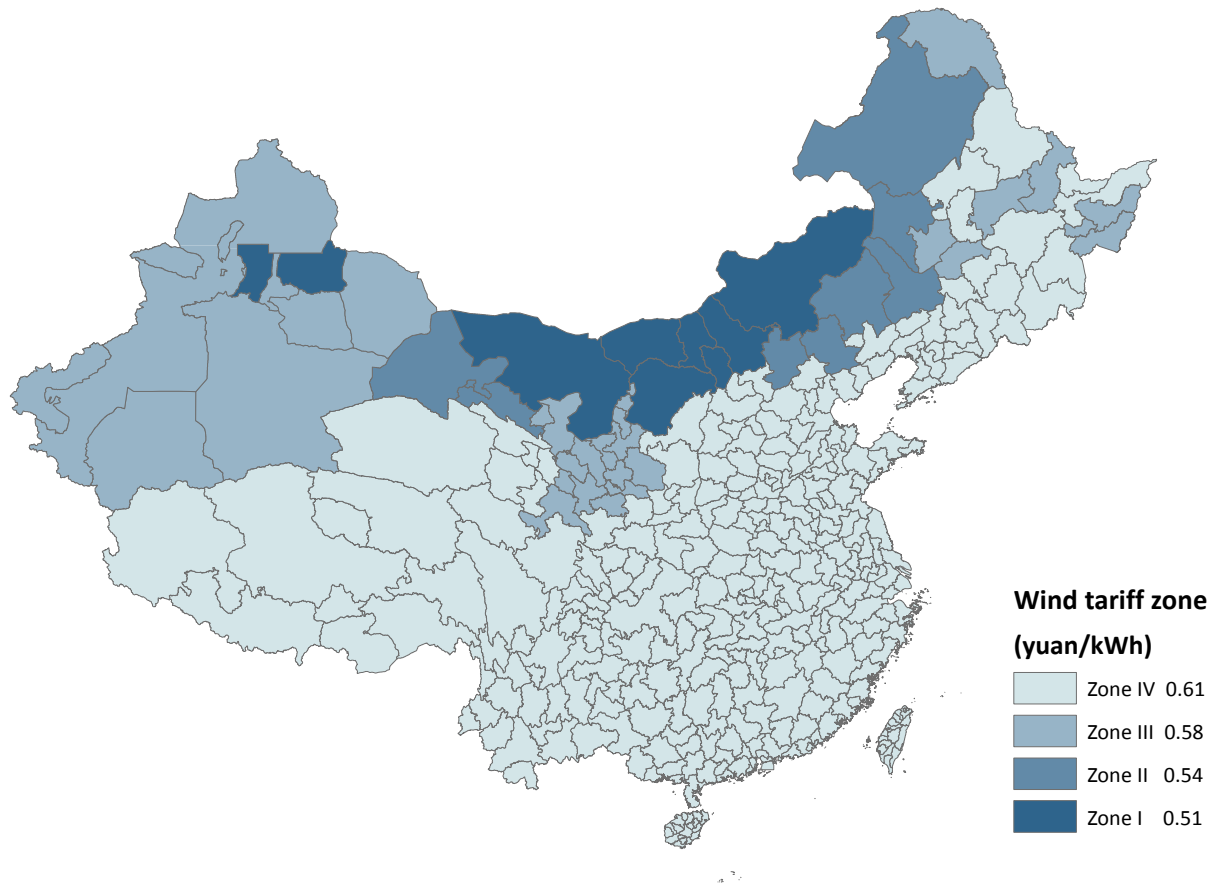 Wind tariff zone
(yuan/kWh)
Zone IV 0.61
Zone III 0.58
Zone II 0.54
Zone I 0.51